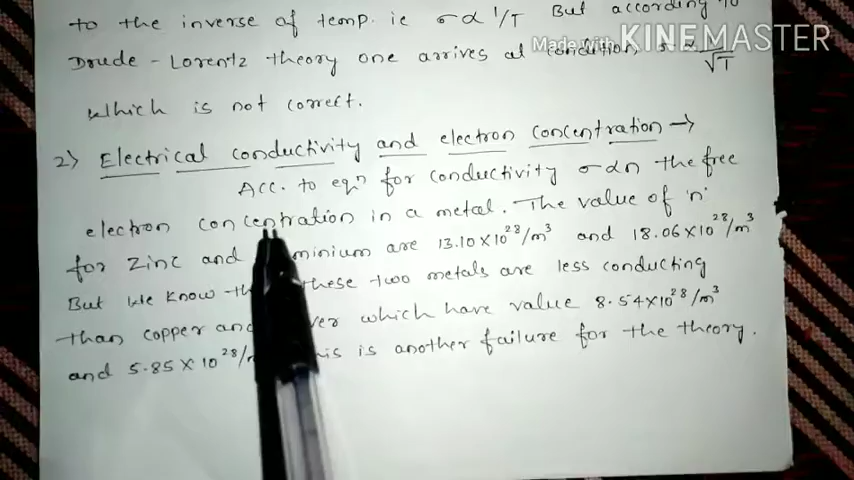 to the inverse of temp. ie σ α 1/T But according to
Made with KINEMASTER
Drude - Lorentz theory one arrives at condition σ α 1/√T
which is not correct.
2) Electrical conductivity and electron concentration →
Acc. to eqn for conductivity σ α n the free
electron concentration in a metal. The value of 'n'
for Zinc and minium are 13.10×10²⁸/m³ and 18.06×10²⁸/m³
But we know these two metals are less conducting
than copper and which have value 8.54×10²⁸/m³
and 5.85×10²⁸/ is another failure for the theory.